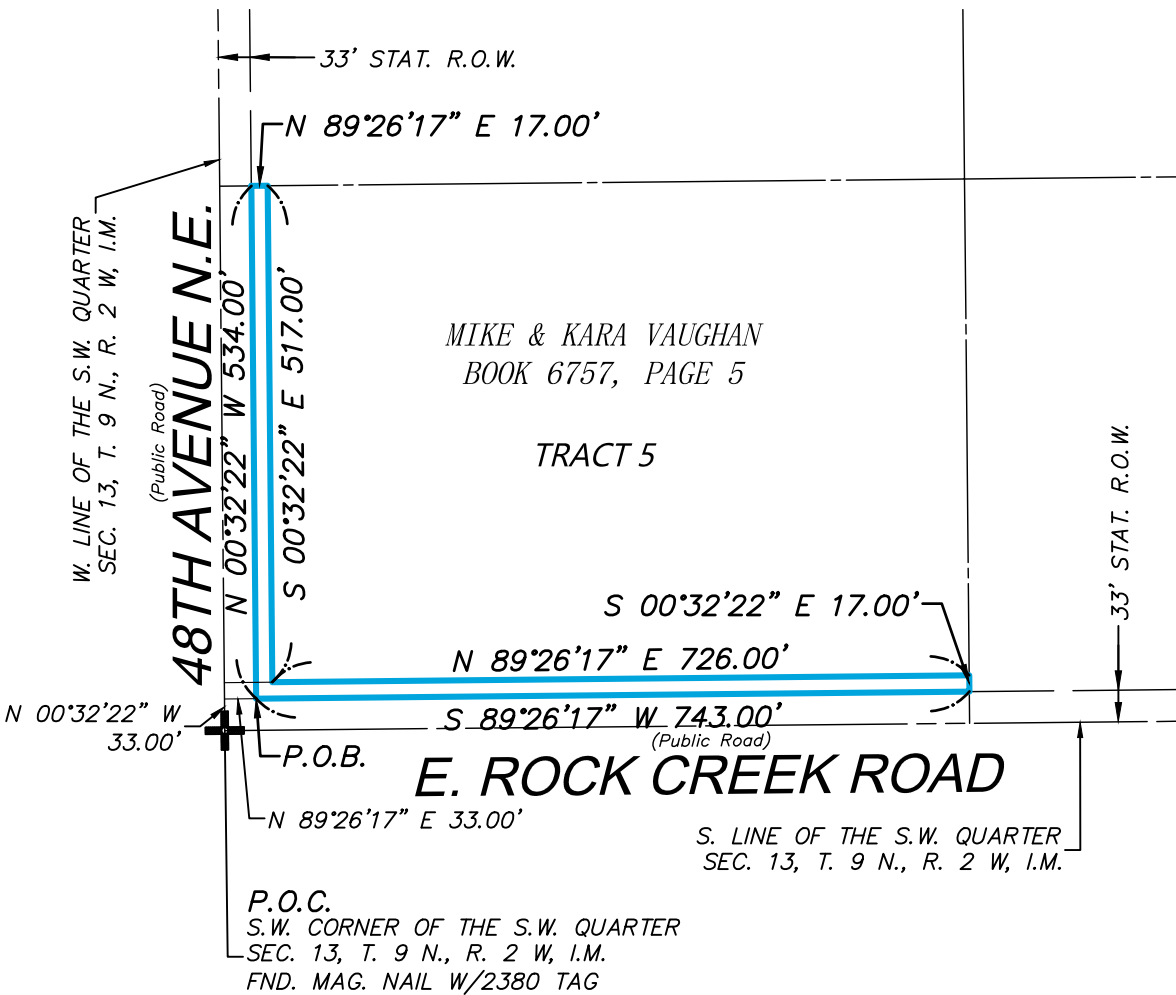 33' STAT. R.O.W.
N 89°26'17" E 17.00'
W. LINE OF THE S.W. QUARTER
SEC. 13, T. 9 N., R. 2 W, I.M.
48TH AVENUE N.E.
(Public Road)
N 00°32'22" W 534.00'
S 00°32'22" E 517.00'
MIKE & KARA VAUGHAN
BOOK 6757, PAGE 5
TRACT 5
33' STAT. R.O.W.
S 00°32'22" E 17.00'
N 89°26'17" E 726.00'
S 89°26'17" W 743.00'
(Public Road)
N 00°32'22" W
33.00'
P.O.B.
E. ROCK CREEK ROAD
N 89°26'17" E 33.00'
S. LINE OF THE S.W. QUARTER
SEC. 13, T. 9 N., R. 2 W, I.M.
P.O.C.
S.W. CORNER OF THE S.W. QUARTER
SEC. 13, T. 9 N., R. 2 W, I.M.
FND. MAG. NAIL W/2380 TAG